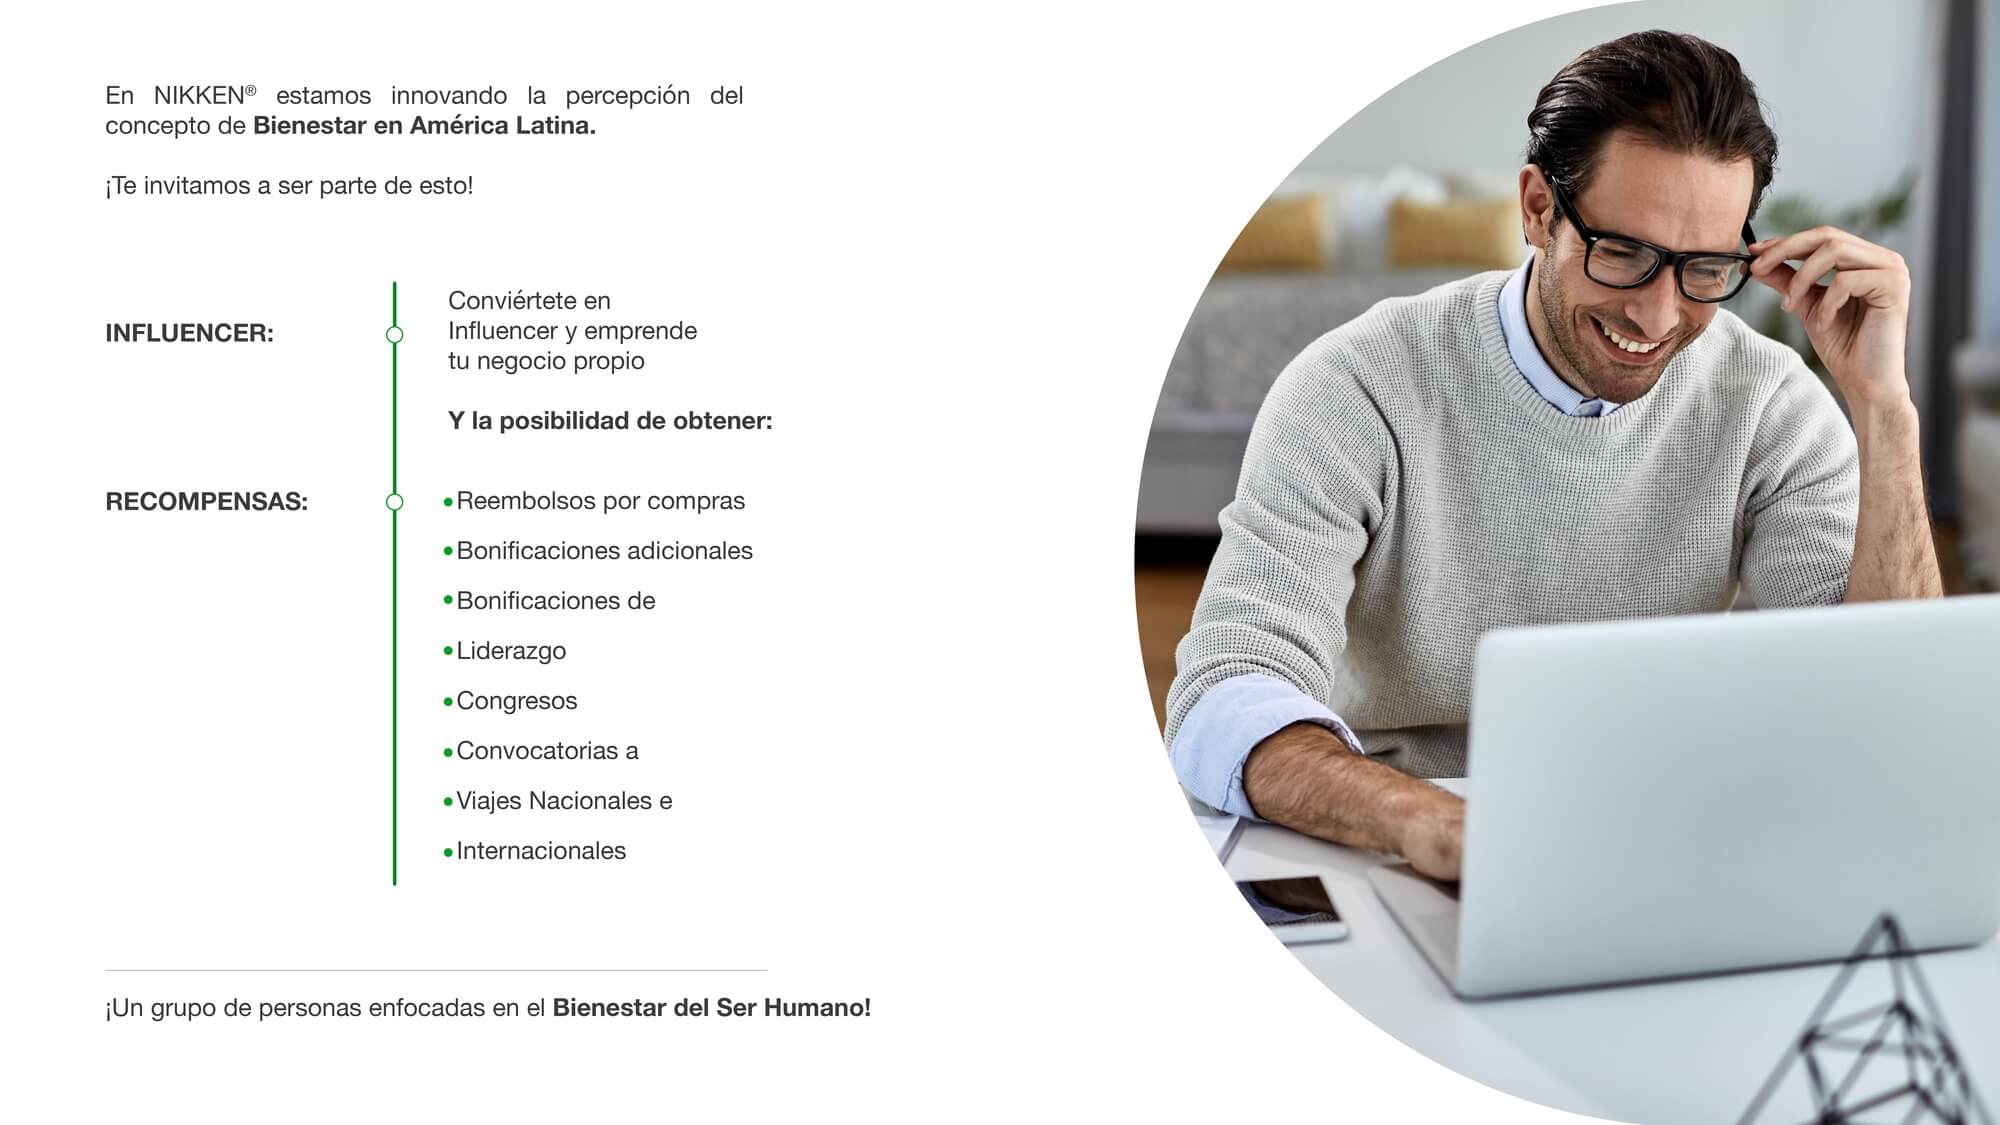 En NIKKEN® estamos innovando la percepción del
concepto de Bienestar en América Latina.
¡Te invitamos a ser parte de esto!
INFLUENCER:
Conviértete en
Influencer y emprende
tu negocio propio
Y la posibilidad de obtener:
RECOMPENSAS:
•Reembolsos por compras
•Bonificaciones adicionales
•Bonificaciones de
•Liderazgo
•Congresos
•Convocatorias a
•Viajes Nacionales e
•Internacionales
¡Un grupo de personas enfocadas en el Bienestar del Ser Humano!